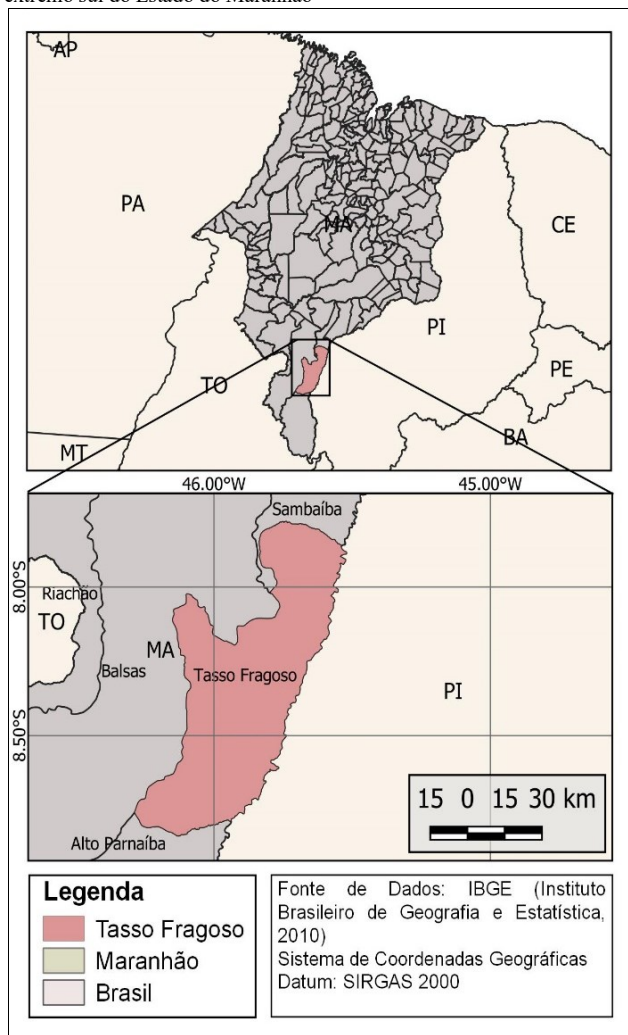 extremo sul do Estado do Maranhão
AP
PA
MA
CE
PI
PE
TO
BA
MT
46.00°W
45.00°W
Sambaíba
8.00°S
Riachão
TO
MA
Balsas
Tasso Fragoso
PI
8.50°S
15 0 15 30 km
Alto Parnaíba
Legenda
Tasso Fragoso
Maranhão
Brasil
Fonte de Dados: IBGE (Instituto
Brasileiro de Geografia e Estatística,
2010)
Sistema de Coordenadas Geográficas
Datum: SIRGAS 2000